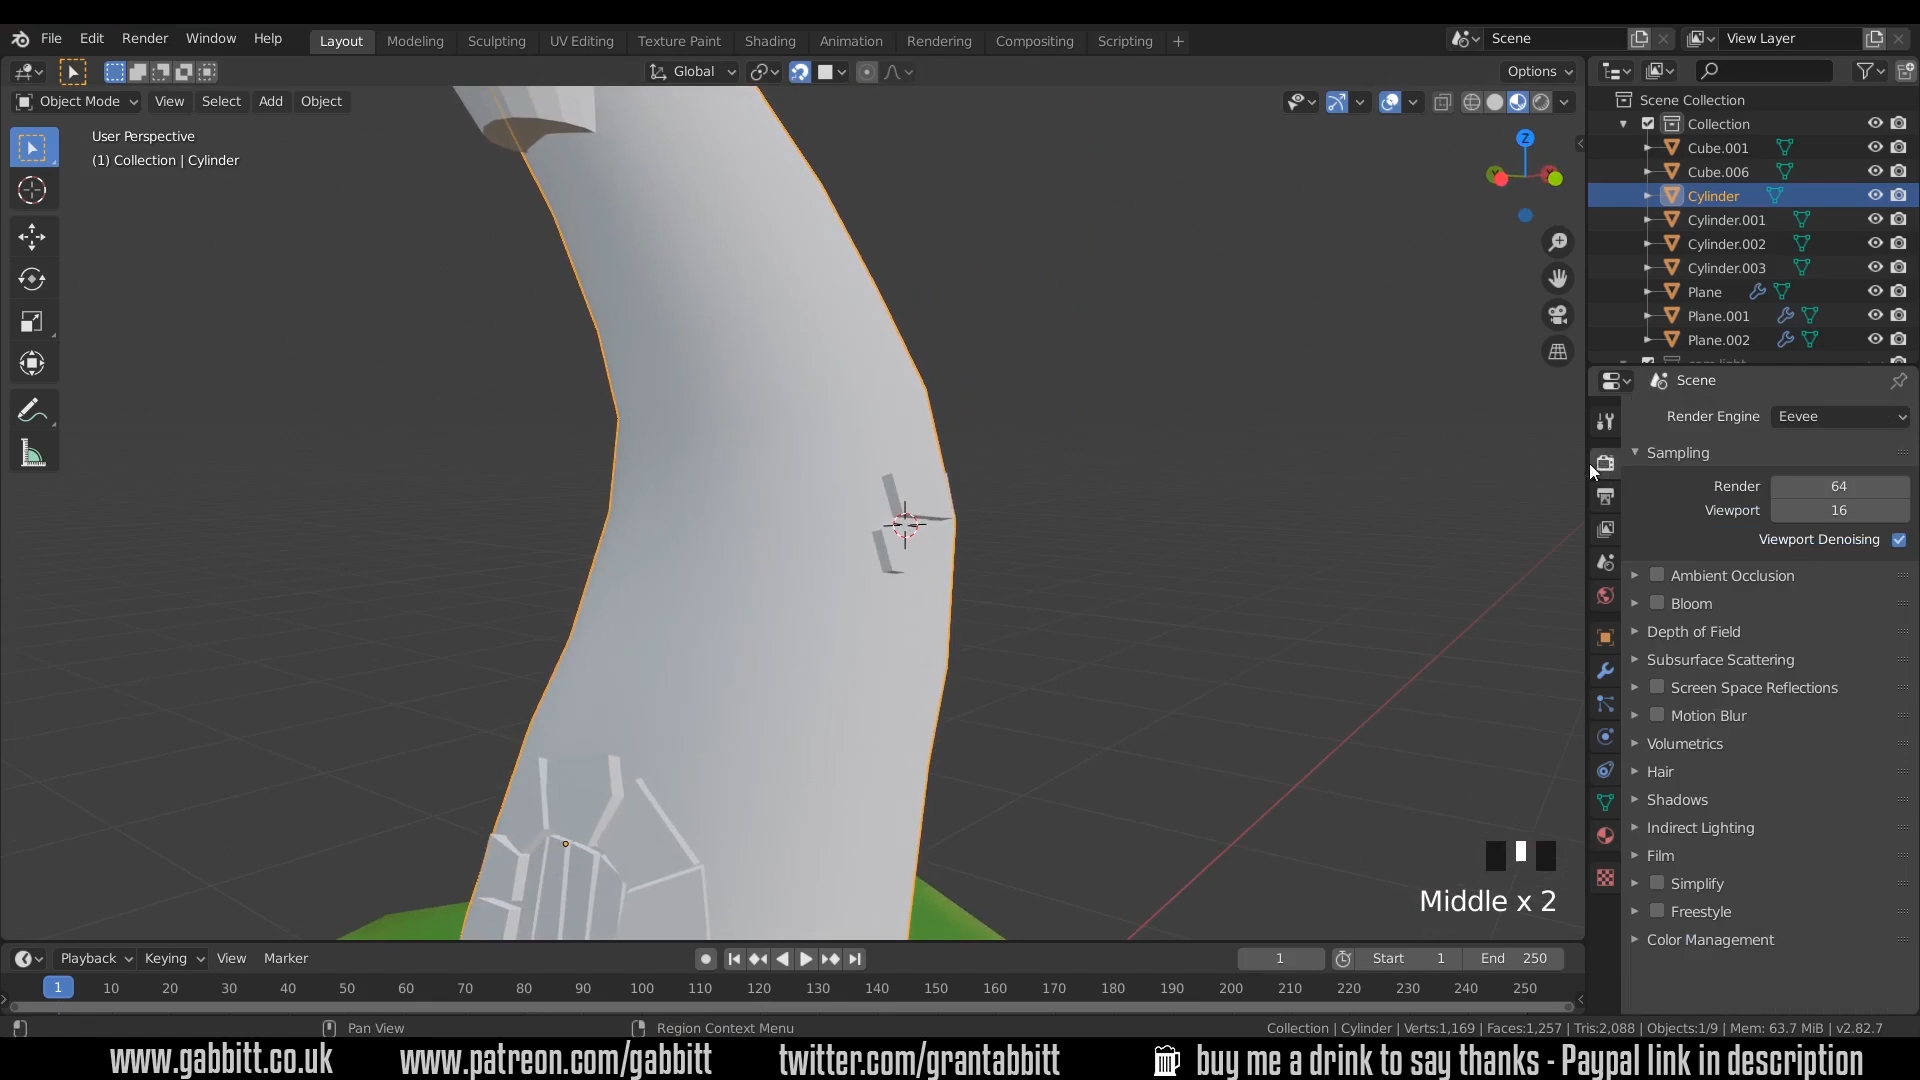 File Edit Render Window Help
Layout Modeling Sculpting UV Editing Texture Paint Shading Animation Rendering Compositing Scripting +
Scene
View Layer
Global
Options
Object Mode View Select Add Object
User Perspective
(1) Collection | Cylinder
Z
Y
Scene Collection
Collection
Cube.001
Cube.006
Cylinder
Cylinder.001
Cylinder.002
Cylinder.003
Plane
Plane.001
Plane.002
Scene
Render Engine Eevee
Sampling
Render 64
Viewport 16
Viewport Denoising
Ambient Occlusion
Bloom
Depth of Field
Subsurface Scattering
Screen Space Reflections
Motion Blur
Volumetrics
Hair
Shadows
Indirect Lighting
Film
Simplify
Freestyle
Color Management
Middle x 2
Playback Keying View Marker
1
Start 1
End 250
1 10 20 30 40 50 60 70 80 90 100 110 120 130 140 150 160 170 180 190 200 210 220 230 240 250
Pan View
Region Context Menu
Collection | Cylinder | Verts:1,169 | Faces:1,257 | Tris:2,088 | Objects:1/9 | Mem: 63.7 MiB | v2.82.7
www.gabbitt.co.uk www.patreon.com/gabbitt twitter.com/grantabbitt buy me a drink to say thanks - Paypal link in description